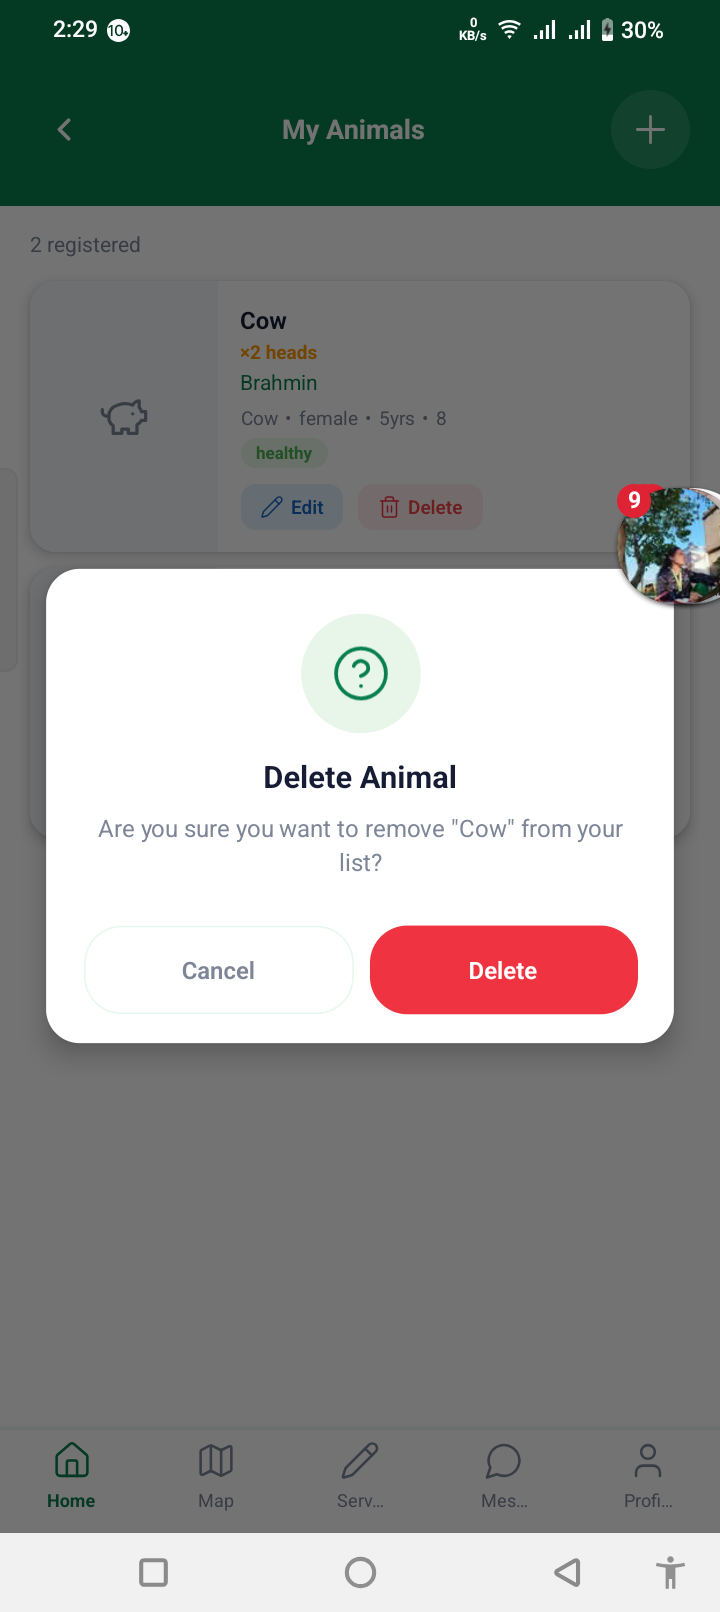 2:29
0
KB/s
30%
My Animals
2 registered
Cow
×2 heads
Brahmin
Cow • female • 5yrs • 8
healthy
Edit
Delete
9
Delete Animal
Are you sure you want to remove "Cow" from your
list?
Cancel
Delete
Home
Map
Serv...
Mes...
Profi...